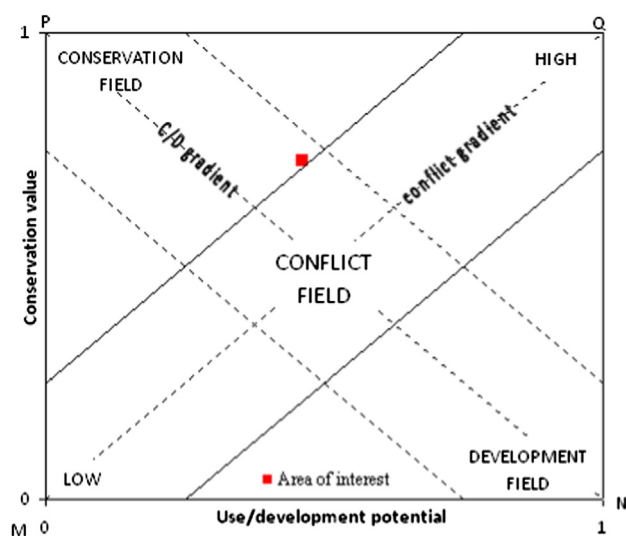 P
Q
1
CONSERVATION
FIELD
HIGH
C/D gradient
conflict gradient
Conservation value
CONFLICT
FIELD
LOW
Area of interest
DEVELOPMENT
FIELD
0
N
M
0
Use/development potential
1